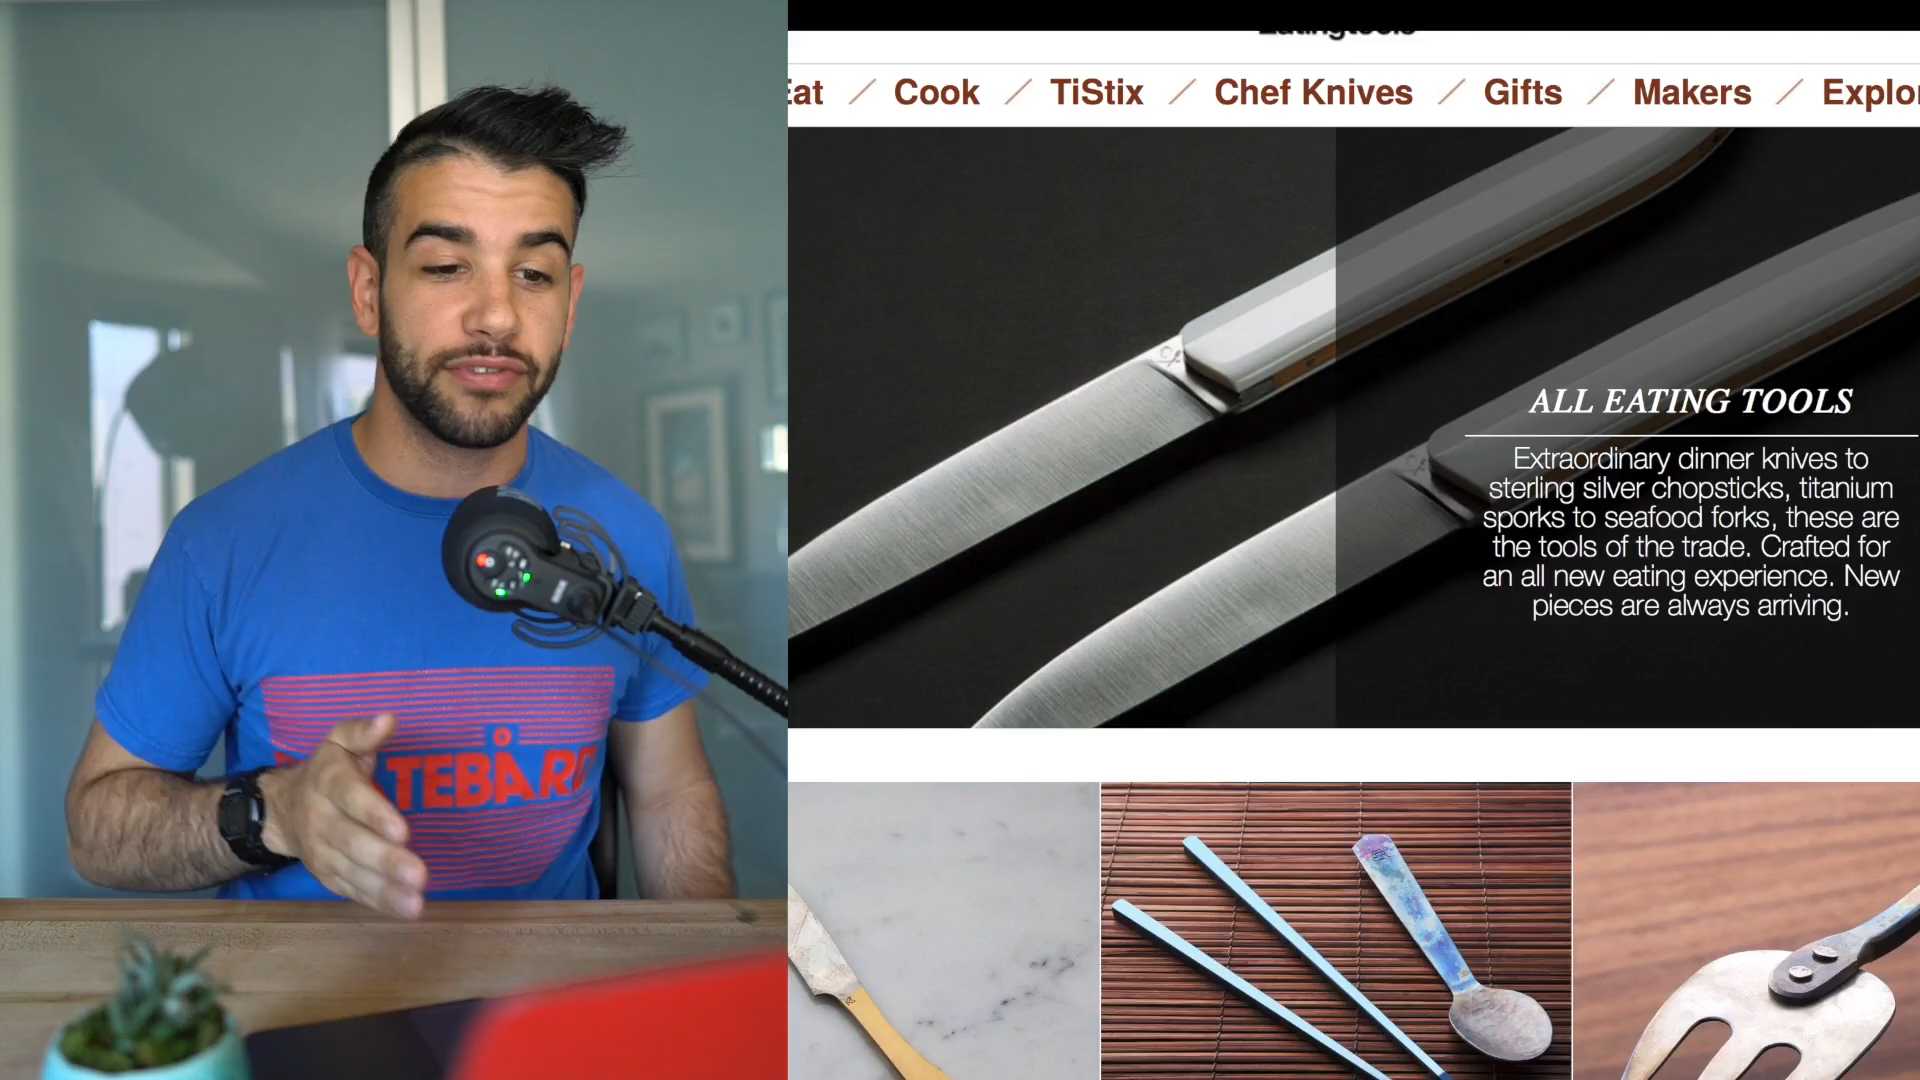 Eatingtools
Eat / Cook / TiStix / Chef Knives / Gifts / Makers /
ALL EATING TOOLS
Extraordinary dinner knives to
sterling silver chopsticks, titanium
sporks to seafood forks, these are
the tools of the trade. Crafted for
an all new eating experience. New
pieces are always arriving.